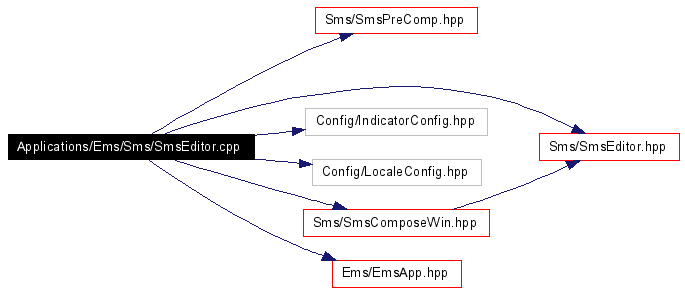 Sms/SmsPreComp.hpp
Config/IndicatorConfig.hpp
Applications/Ems/Sms/SmsEditor.cpp
Sms/SmsEditor.hpp
Config/LocaleConfig.hpp
Sms/SmsComposeWin.hpp
Ems/EmsApp.hpp